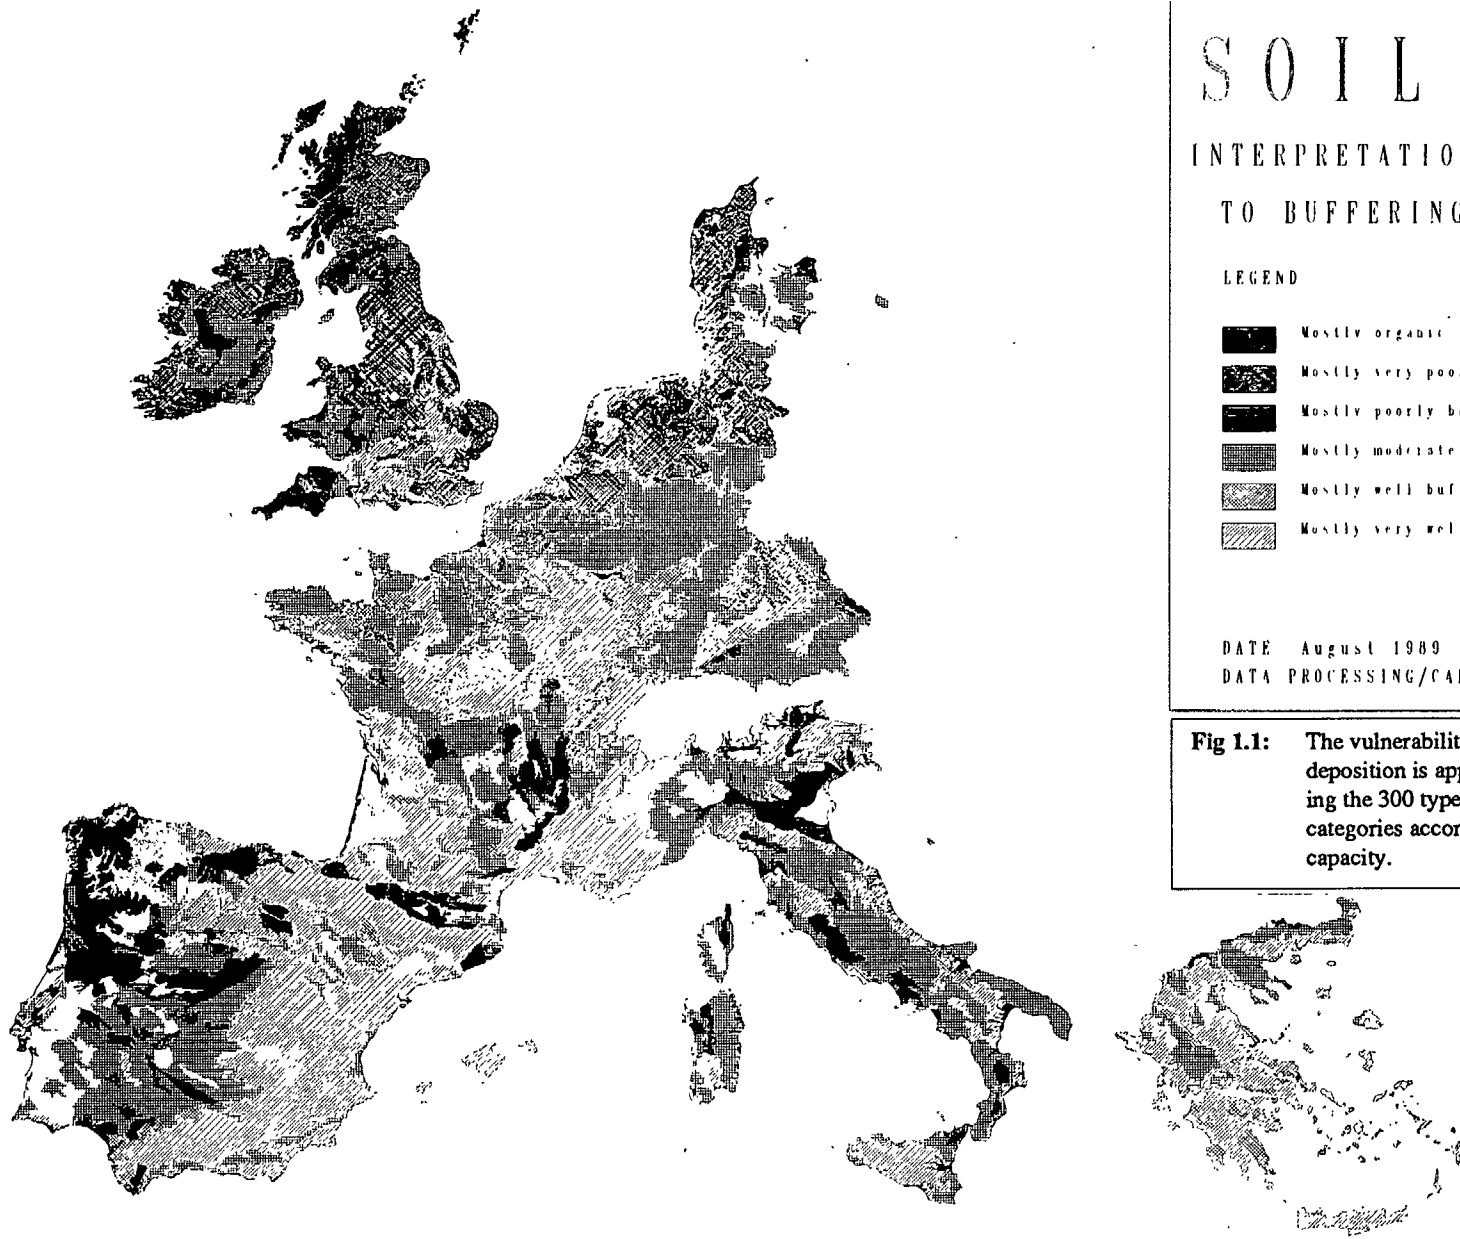 SOIL
INTERPRETATIO
TO BUFFERING
LEGEND
Mostly organic
Mostly very poo
Mostly poorly b
Mostly moderate
Mostly well buf
Mostly very wel
DATE August 1989
DATA PROCESSING/CA
Fig 1.1: The vulnerabilit
deposition is ap
ing the 300 type
categories accor
capacity.